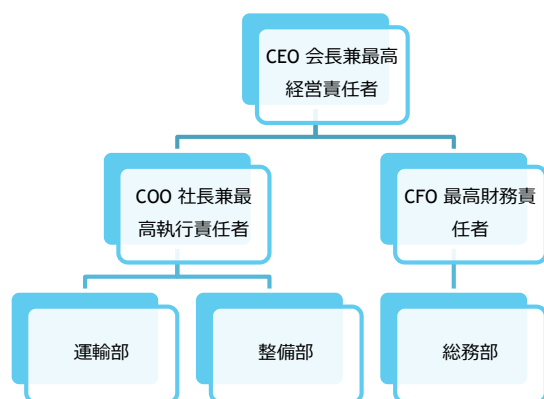 CEO 会長兼最高
経営責任者
COO 社長兼最
高執行責任者
CFO 最高財務責
任者
運輸部
整備部
総務部